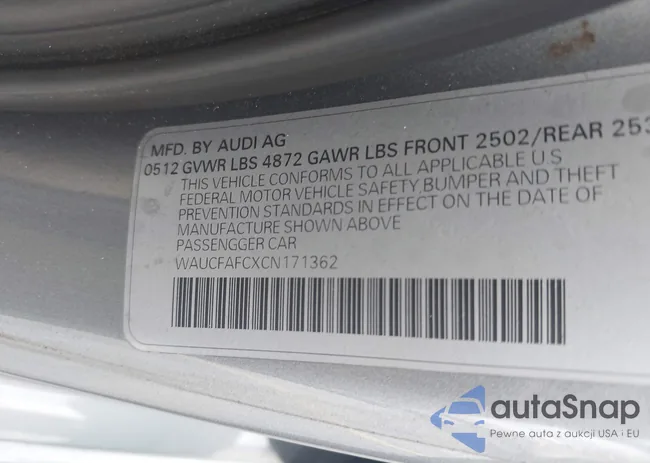 MFD. BY AUDI AG
0512 GVWR LBS 4872 GAWR LBS FRONT 2502/REAR 253
THIS VEHICLE CONFORMS TO ALL APPLICABLE U.S
FEDERAL MOTOR VEHICLE SAFETY,BUMPER AND THEFT
PREVENTION STANDARDS IN EFFECT ON THE DATE OF
MANUFACTURE SHOWN ABOVE
PASSENGGER CAR
WAUCFAFCXCN171362
autaSnap
Pewne auta z aukcji USA i EU